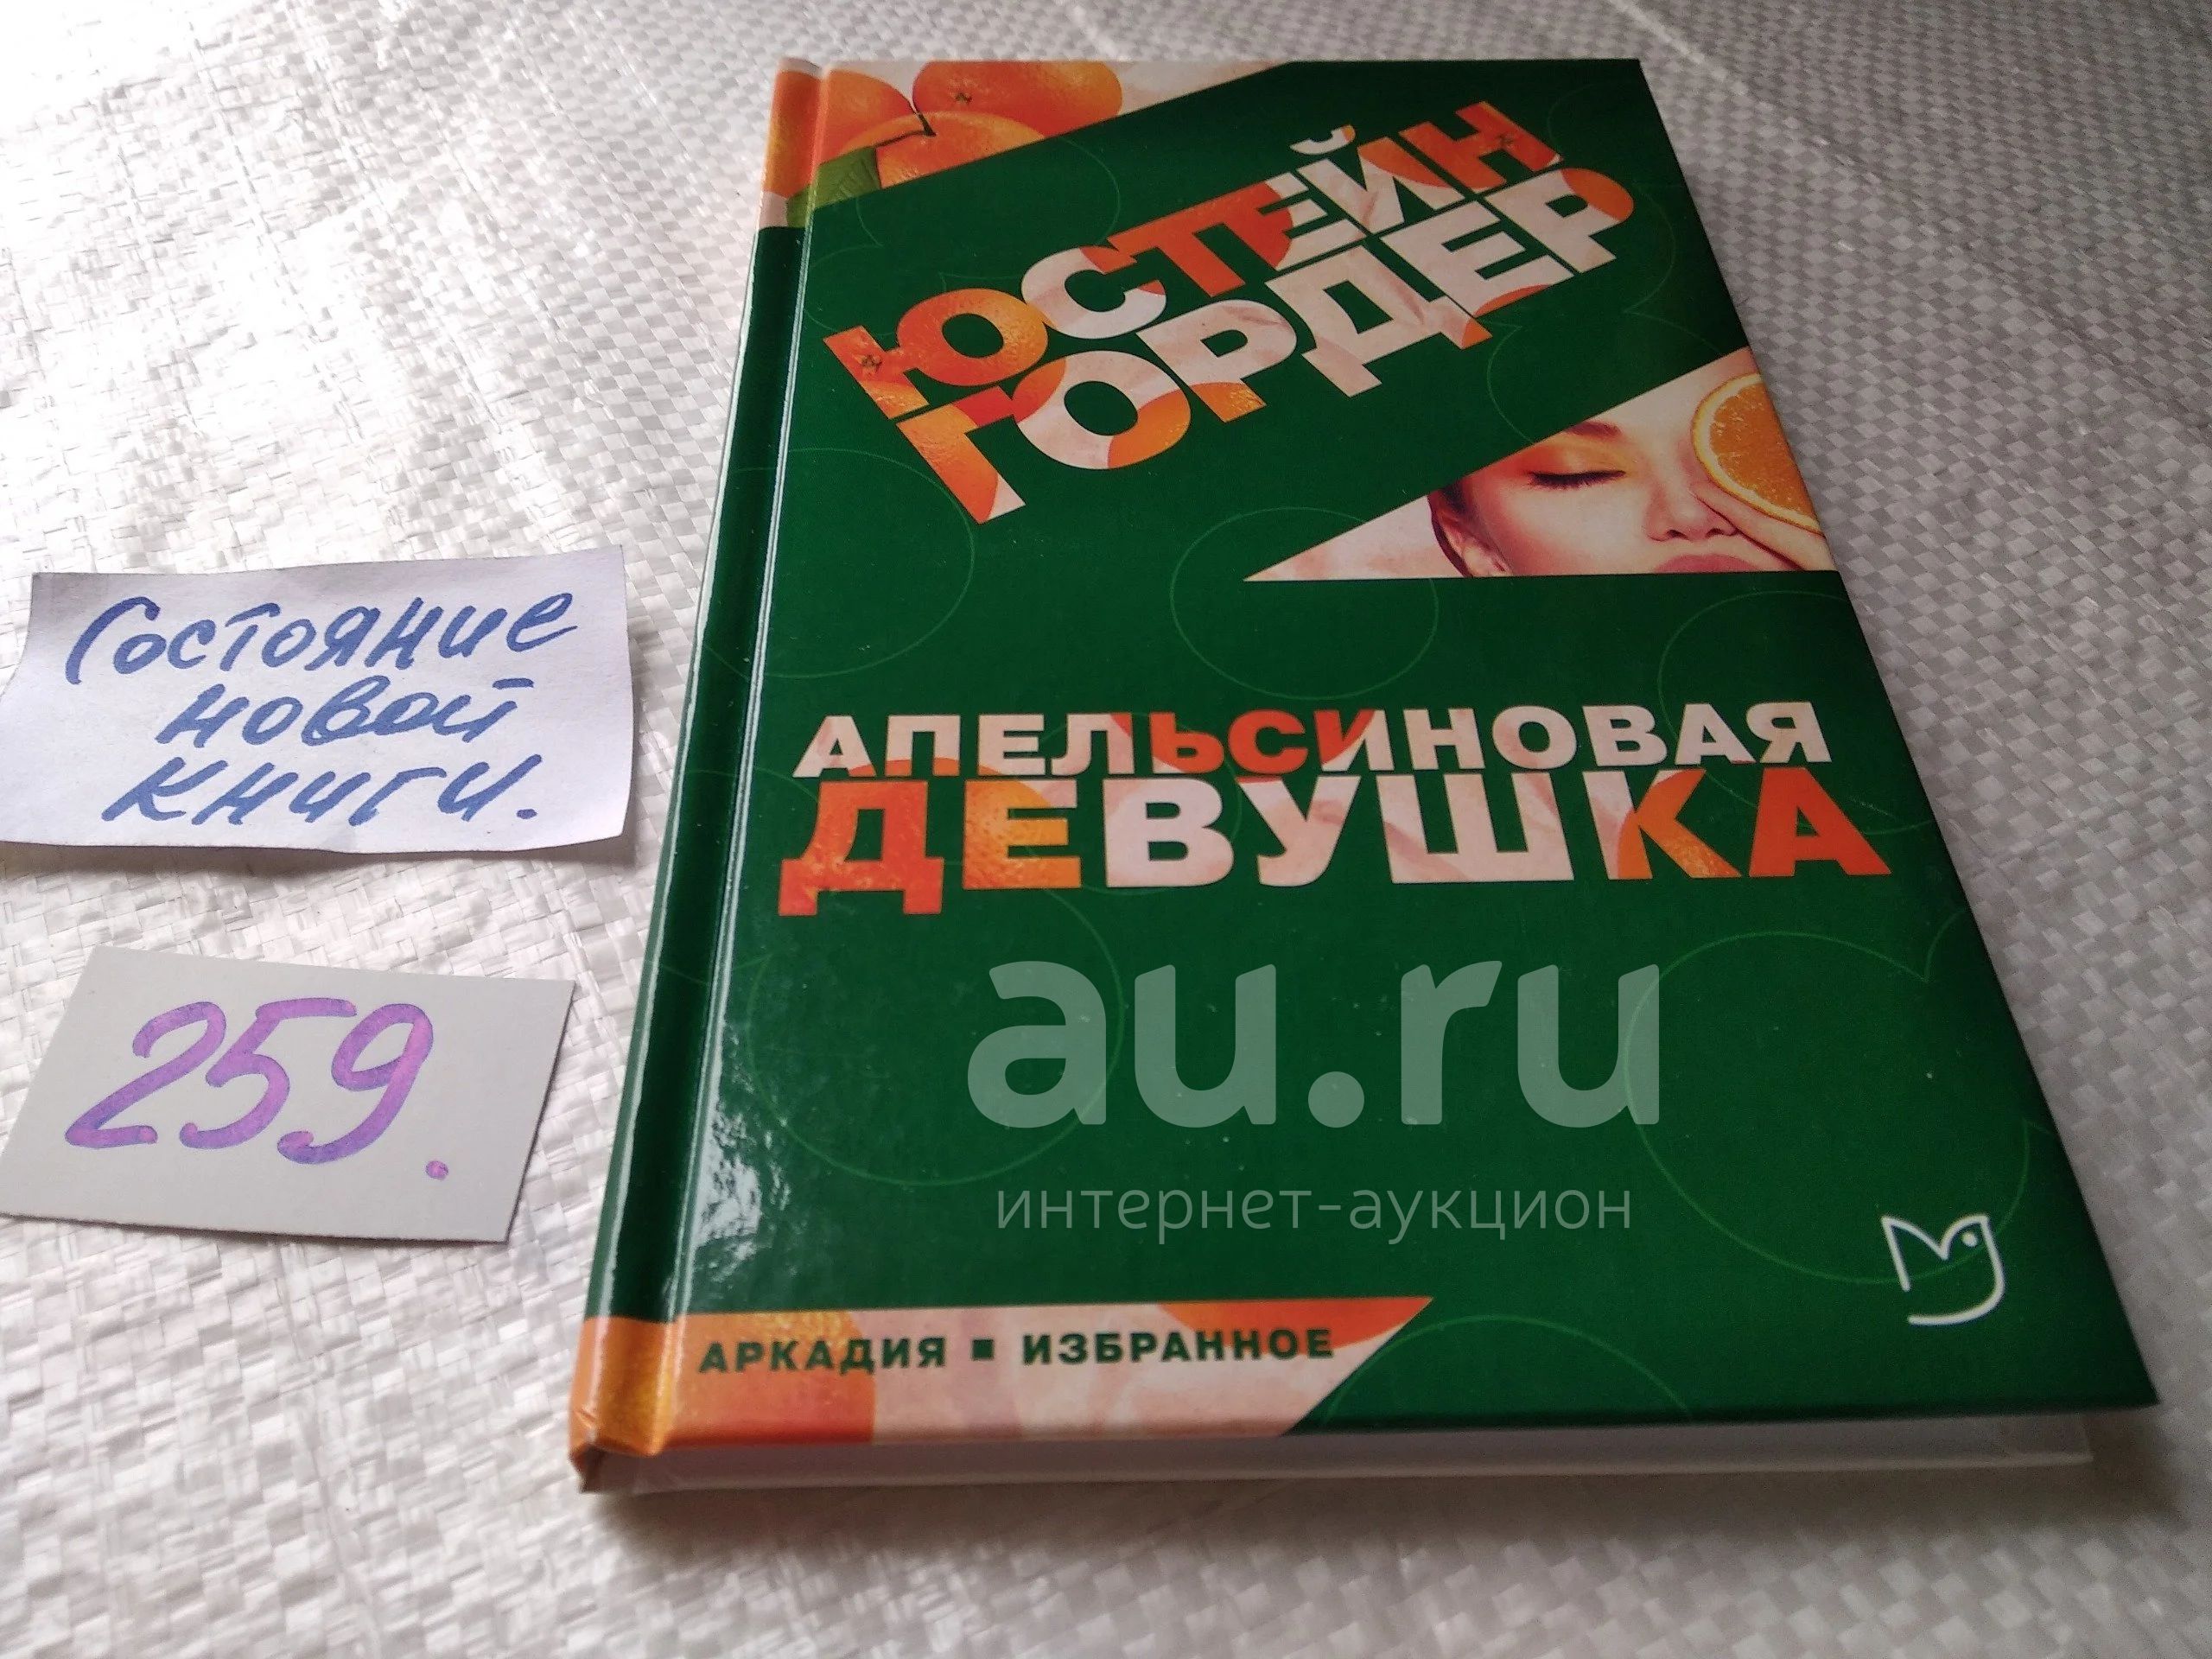 ЮСТЕЙН
ГОРДЕР
АПЕЛЬСИНОВАЯ
ДЕВУШКА
АРКАДИЯ ▪ ИЗБРАННОЕ
Состояние
новой
книги.
259.
au.ru
интернет-аукцион